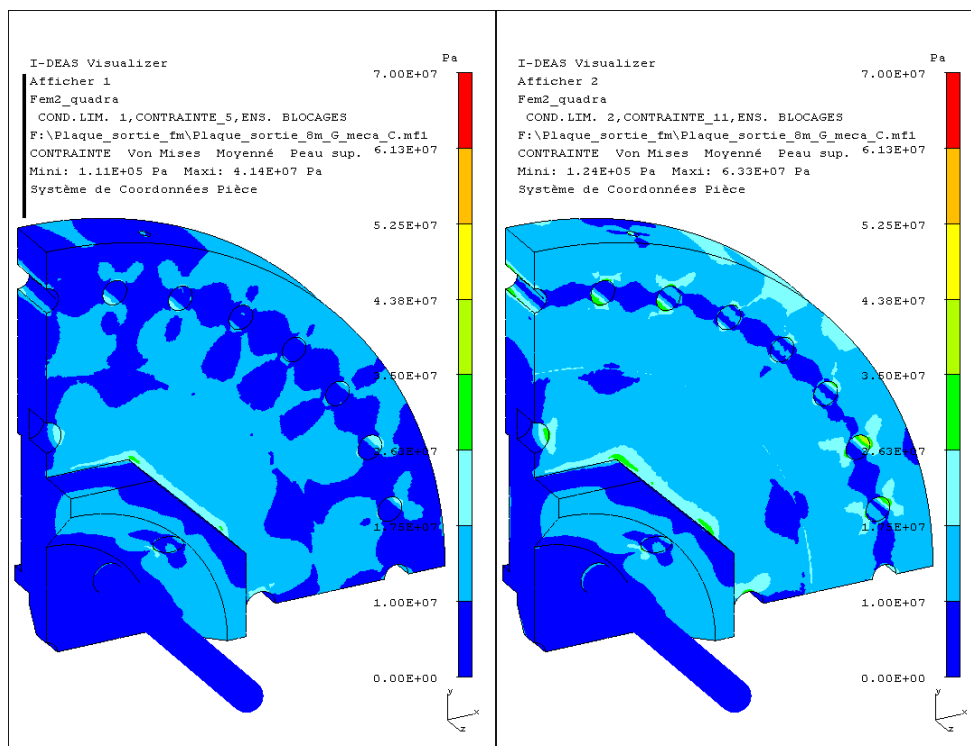 I-DEAS Visualizer
Afficher 1
Fem2_quadra
COND.LIM. 1,CONTRAINTE_5,ENS. BLOCAGES
F:\Plaque_sortie_fm\Plaque_sortie_8m_G_meca_C.mf1
CONTRAINTE Von Mises Moyenné Peau sup.
Mini: 1.11E+05 Pa Maxi: 4.14E+07 Pa
Système de Coordonnées Pièce
Pa
7.00E+07
6.13E+07
5.25E+07
4.38E+07
3.50E+07
2.63E+07
1.75E+07
1.00E+07
0.00E+00
y
x
z
I-DEAS Visualizer
Afficher 2
Fem2_quadra
COND.LIM. 2,CONTRAINTE_11,ENS. BLOCAGES
F:\Plaque_sortie_fm\Plaque_sortie_8m_G_meca_C.mf1
CONTRAINTE Von Mises Moyenné Peau sup.
Mini: 1.24E+05 Pa Maxi: 6.33E+07 Pa
Système de Coordonnées Pièce
Pa
7.00E+07
6.13E+07
5.25E+07
4.38E+07
3.50E+07
2.63E+07
1.75E+07
1.00E+07
0.00E+00
y
x
z